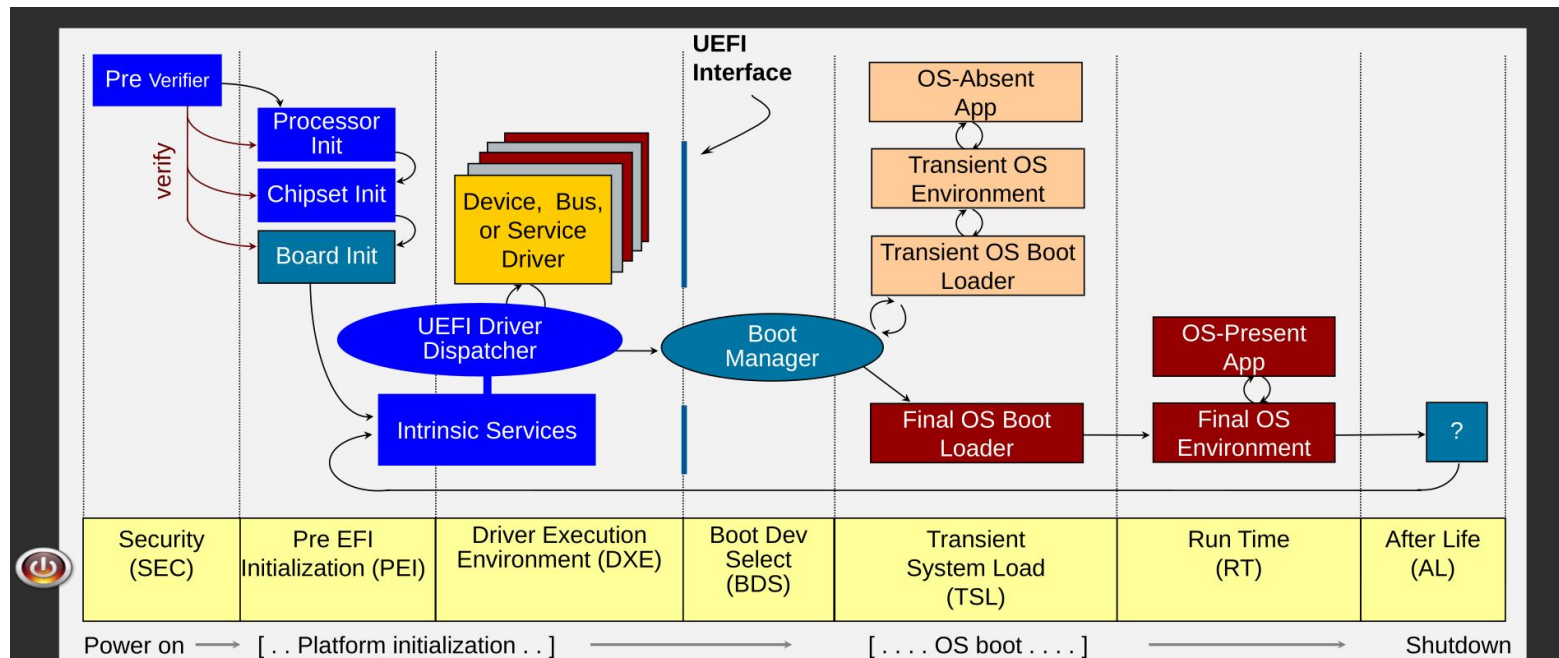 UEFI
Interface
Pre Verifier
verify
Processor
Init
Chipset Init
Board Init
Device, Bus,
or Service
Driver
UEFI Driver
Dispatcher
Intrinsic Services
Boot
Manager
OS-Absent
App
Transient OS
Environment
Transient OS Boot
Loader
Final OS Boot
Loader
OS-Present
App
Final OS
Environment
?
Security
(SEC)
Pre EFI
Initialization (PEI)
Driver Execution
Environment (DXE)
Boot Dev
Select
(BDS)
Transient
System Load
(TSL)
Run Time
(RT)
After Life
(AL)
Power on
[ . . Platform initialization . . ]
[ . . . . OS boot . . . . ]
Shutdown